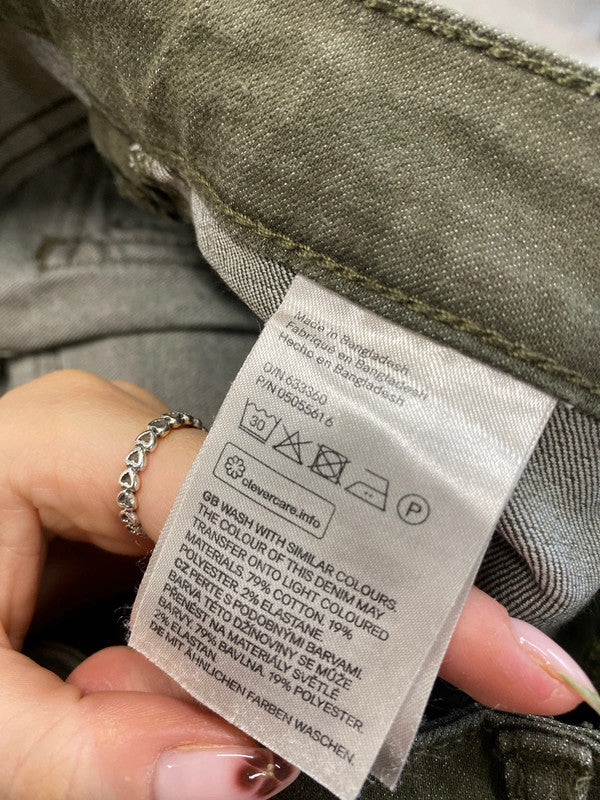 Made in Bangladesh
Fabriqué en Bangladesh
Hecho en Bangladesh
O/N 633360
P/N 05055616
30 P
clevercare.info
GB WASH WITH SIMILAR COLOURS.
THE COLOUR OF THIS DENIM MAY
TRANSFER ONTO LIGHT COLOURED
MATERIALS. 79% COTTON. 19%
POLYESTER. 2% ELASTANE
CZ PERTE S PODOBNÝMI BARVAMI.
BARVA TÉTO DŽÍNOVINY SE MŮŽE
PŘENÉST NA MATERIÁLY SVĚTLÉ
BARVY. 79% BAVLNA. 19% POLYESTER.
2% ELASTAN.
DE MIT ÄHNLICHEN FARBEN WASCHEN.